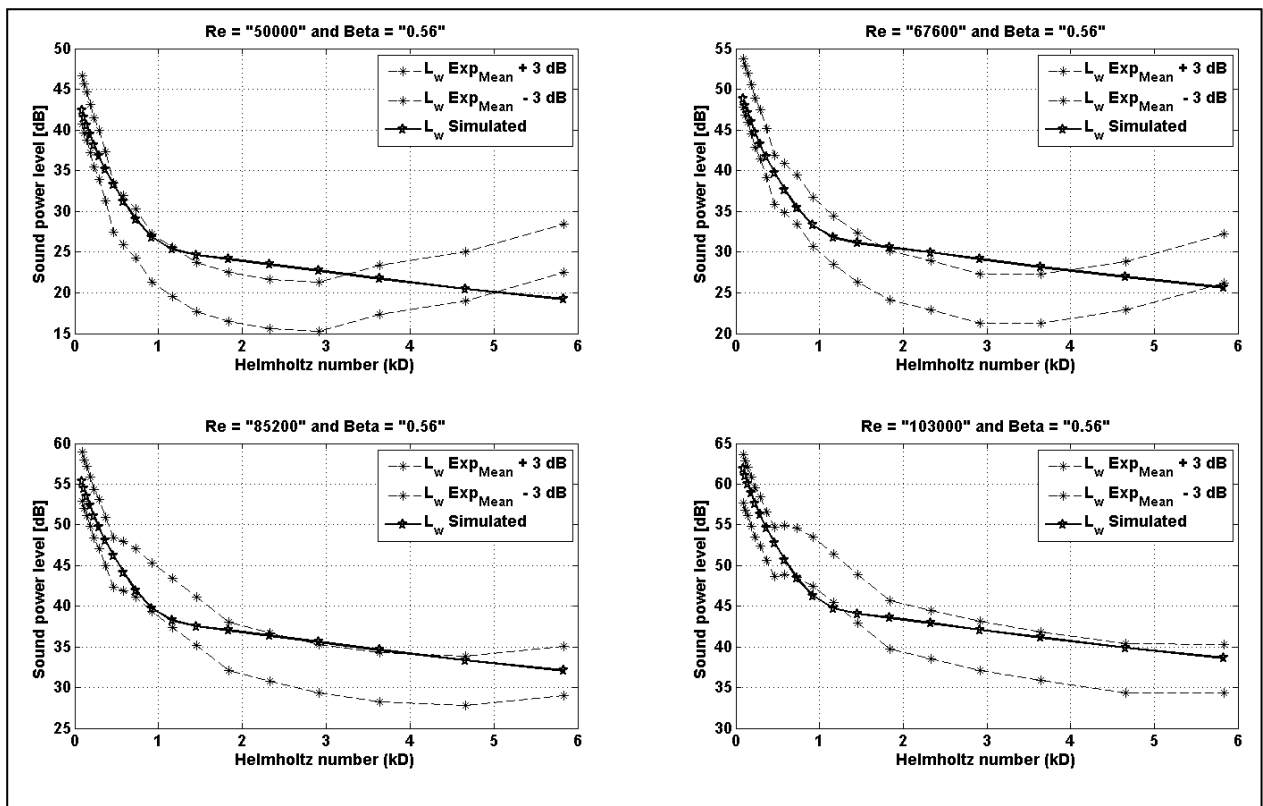 Re = "50000" and Beta = "0.56"
50
45
40
35
30
25
20
15
Sound power level [dB]
L_w Exp_Mean + 3 dB
L_w Exp_Mean - 3 dB
L_w Simulated
0 1 2 3 4 5 6
Helmholtz number (kD)
Re = "67600" and Beta = "0.56"
55
50
45
40
35
30
25
20
Sound power level [dB]
L_w Exp_Mean + 3 dB
L_w Exp_Mean - 3 dB
L_w Simulated
0 1 2 3 4 5 6
Helmholtz number (kD)
Re = "85200" and Beta = "0.56"
60
55
50
45
40
35
30
25
Sound power level [dB]
L_w Exp_Mean + 3 dB
L_w Exp_Mean - 3 dB
L_w Simulated
0 1 2 3 4 5 6
Helmholtz number (kD)
Re = "103000" and Beta = "0.56"
65
60
55
50
45
40
35
30
Sound power level [dB]
L_w Exp_Mean + 3 dB
L_w Exp_Mean - 3 dB
L_w Simulated
0 1 2 3 4 5 6
Helmholtz number (kD)